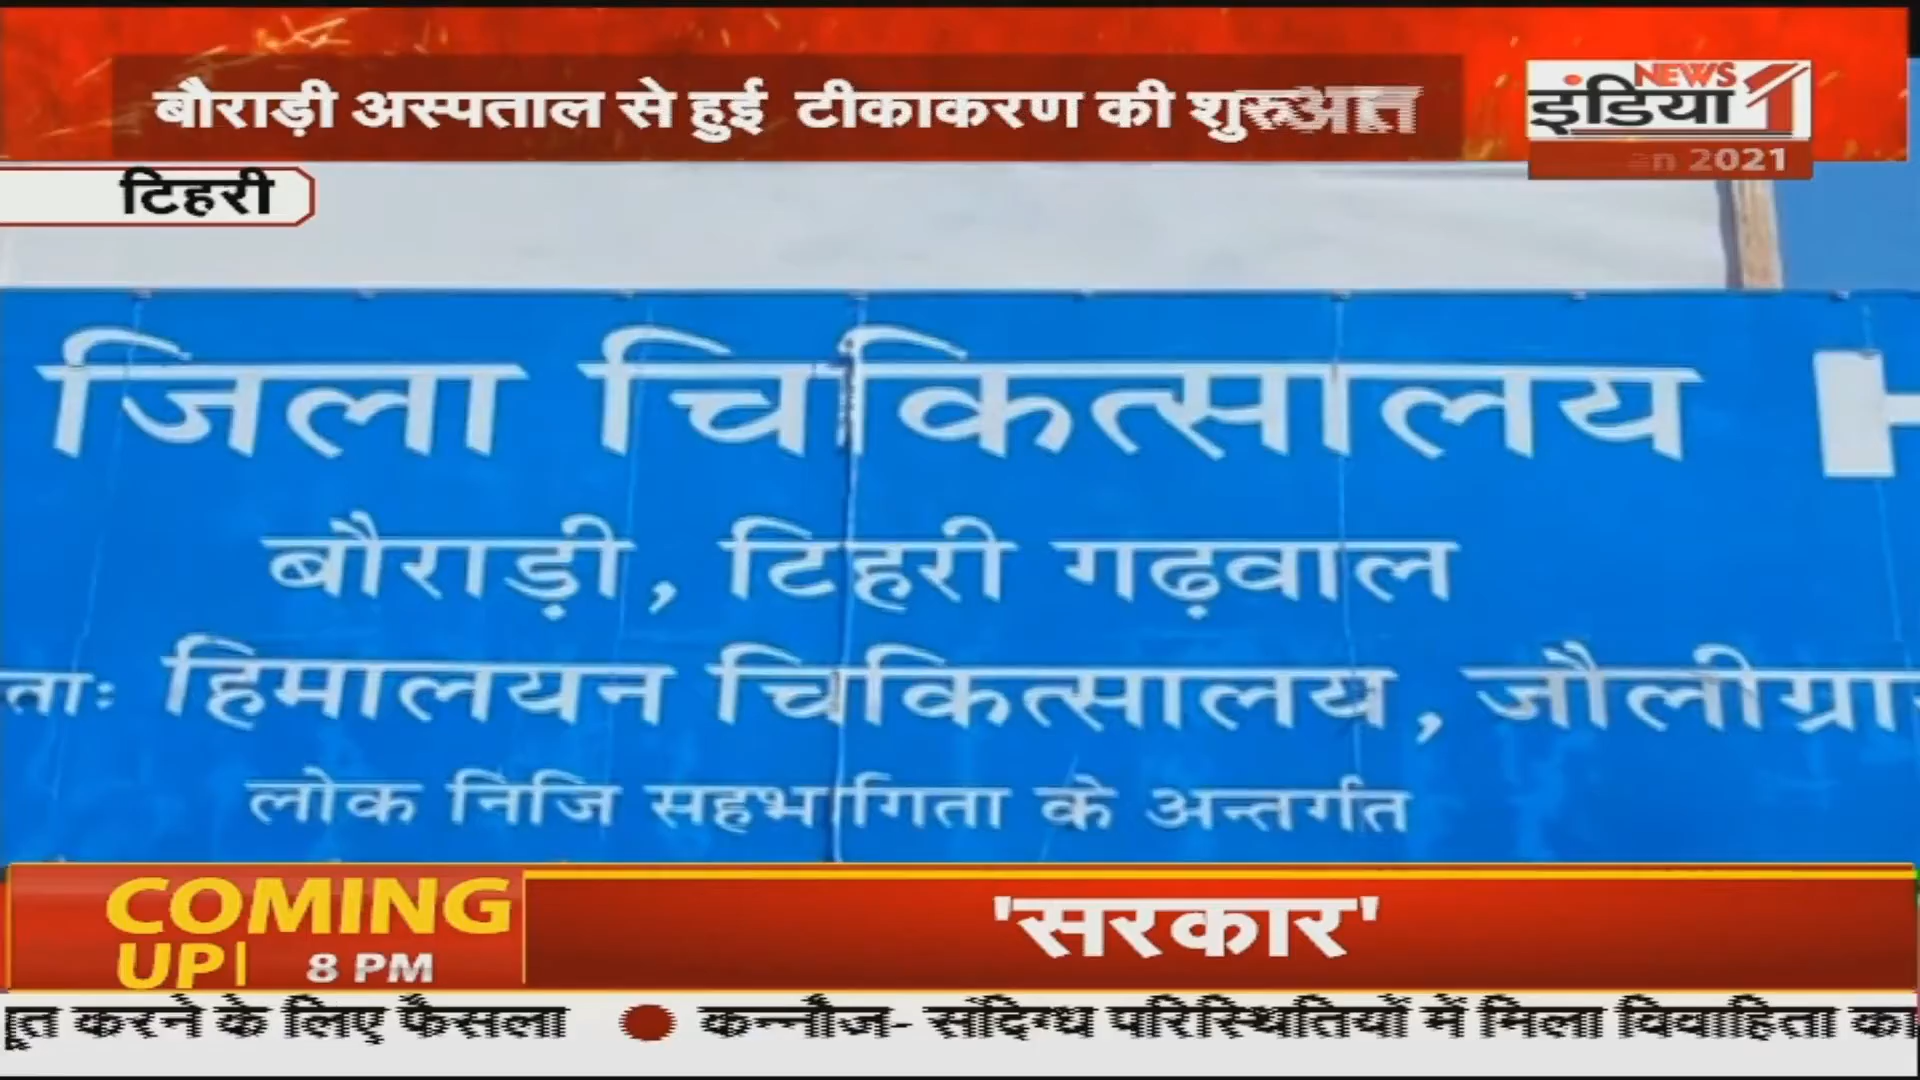 बौराड़ी अस्पताल से हुई टीकाकरण की शुरुआत
NEWS
इंडिया 1
2021
टिहरी
जिला चिकित्सालय H
बौराड़ी, टिहरी गढ़वाल
हिमालयन चिकित्सालय, जौलीग्रा
लोक निजि सहभागिता के अन्तर्गत
COMING
UP| 8 PM
'सरकार'
करने के लिए फैसला ● कन्नौज- संदिग्ध परिस्थितियों में मिला विवाहिता का